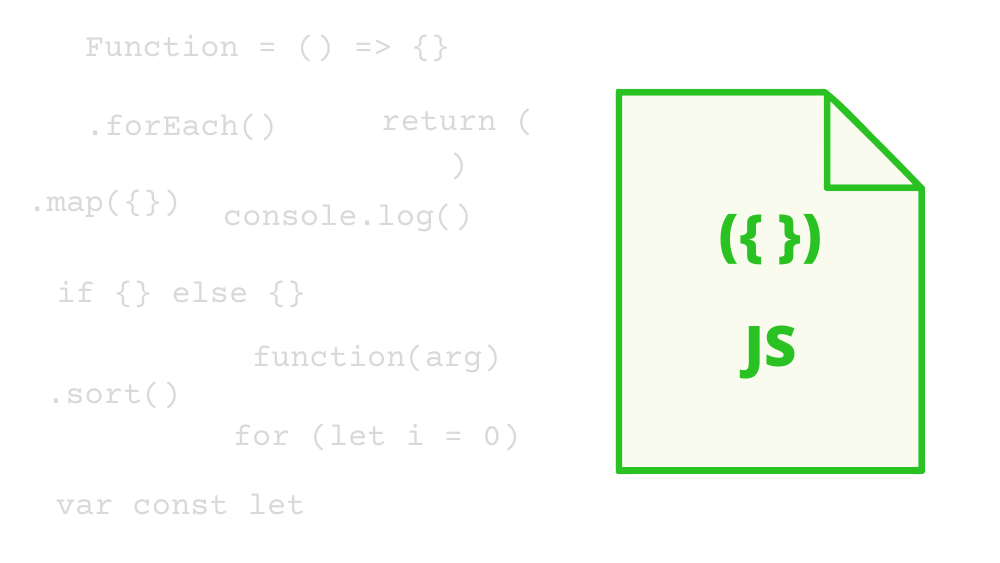 Function = () => {}
.forEach()
return (
)
.map({})
console.log()
if {} else {}
function(arg)
.sort()
for (let i = 0)
var const let
({ })
JS